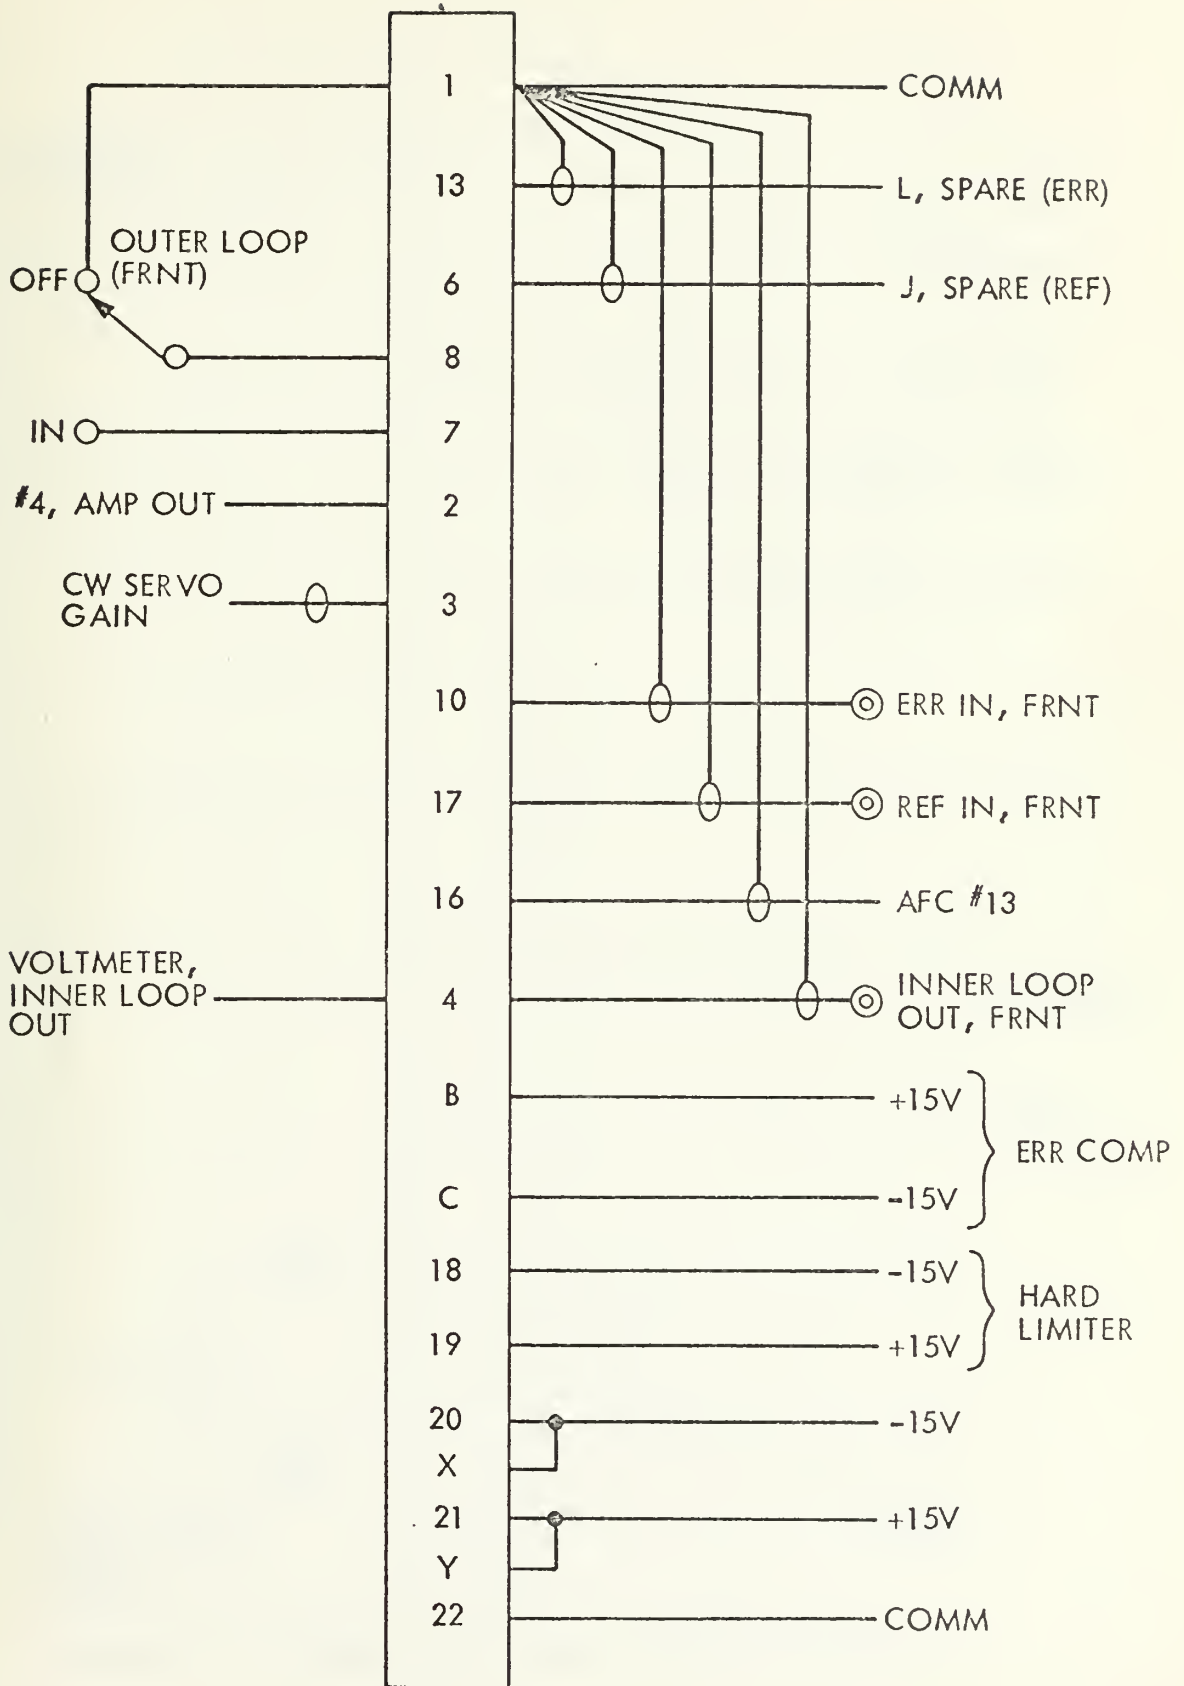 1
COMM
13
L, SPARE (ERR)
OUTER LOOP
(FRNT)
OFF
6
J, SPARE (REF)
8
IN
7
#4, AMP OUT
2
CW SERVO
GAIN
3
10
ERR IN, FRNT
17
REF IN, FRNT
16
AFC #13
VOLTMETER,
INNER LOOP
OUT
4
INNER LOOP
OUT, FRNT
B
+15V
ERR COMP
C
-15V
18
-15V
HARD
LIMITER
19
+15V
20
-15V
X
21
+15V
Y
22
COMM